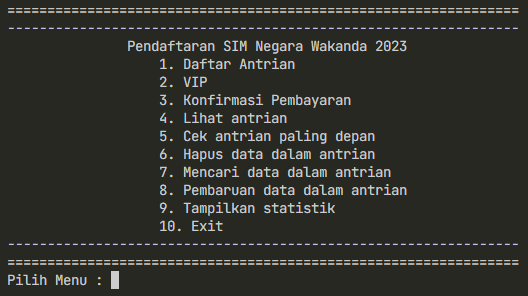 ================================================================
----------------------------------------------------------------
Pendaftaran SIM Negara Wakanda 2023
1. Daftar Antrian
2. VIP
3. Konfirmasi Pembayaran
4. Lihat antrian
5. Cek antrian paling depan
6. Hapus data dalam antrian
7. Mencari data dalam antrian
8. Pembaruan data dalam antrian
9. Tampilkan statistik
10. Exit
----------------------------------------------------------------
================================================================
Pilih Menu :